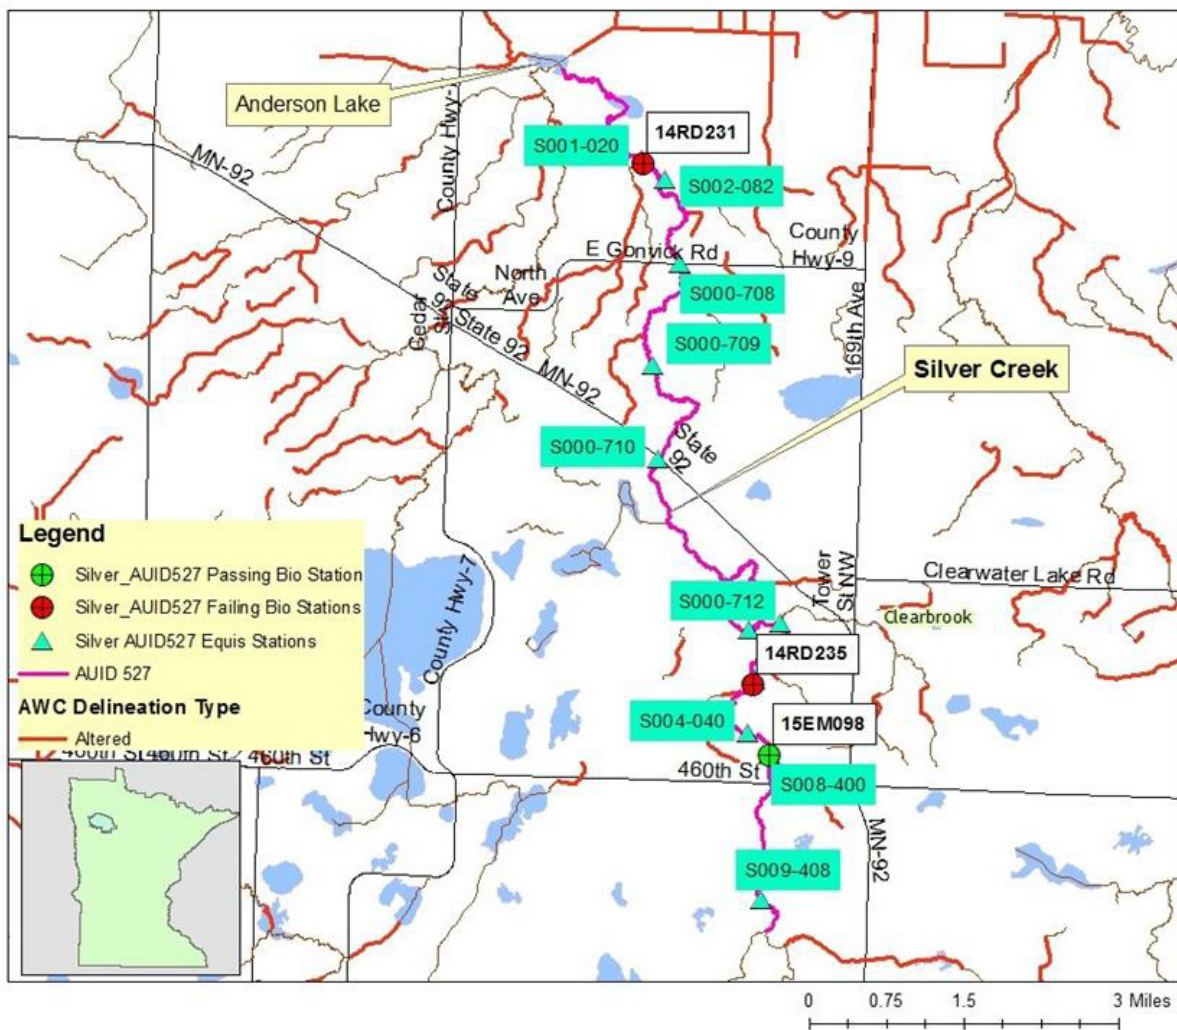 Anderson Lake
County Hwy-
14RD231
S001-020
S002-082
MN-92
County
Hwy-9
E Gonvick Rd
North
Ave
S000-708
State
92
Cedar
St
State 92
MN-92
S000-709
169th Ave
Silver Creek
S000-710
State
92
Legend
Silver_AUID527 Passing Bio Station
Silver_AUID527 Failing Bio Stations
Silver AUID527 Equis Stations
AUID 527
AWC Delineation Type
Altered
County Hwy-7
Tower
St NW
Clearwater Lake Rd
S000-712
Clearbrook
14RD235
County
Hwy-6
S004-040
15EM098
460th St
460th St
460th St
S008-400
MN-92
S009-408
0 0.75 1.5 3 Miles